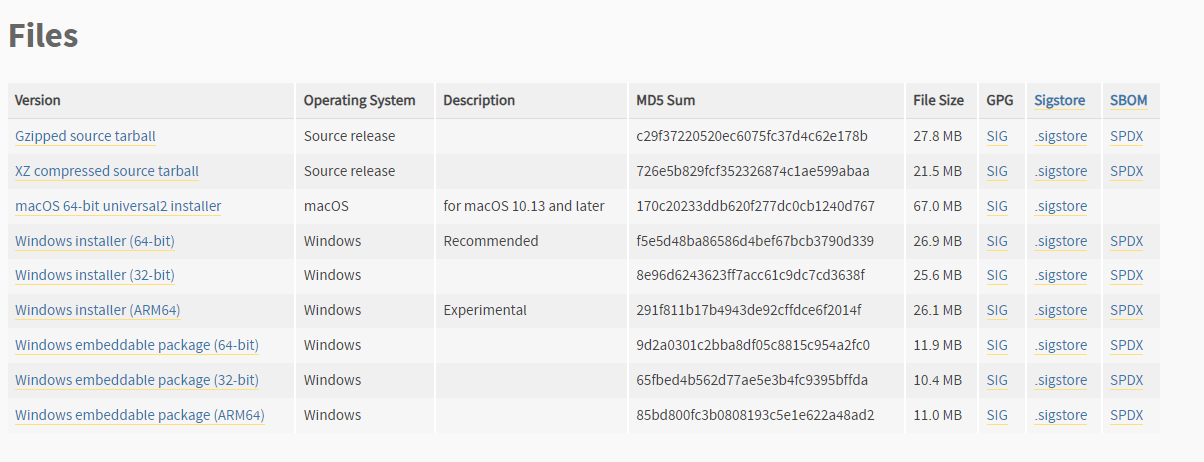 Files
Version Operating System Description MD5 Sum File Size GPG Sigstore SBOM
Gzipped source tarball Source release c29f37220520ec6075fc37d4c62e178b 27.8 MB SIG .sigstore SPDX
XZ compressed source tarball Source release 726e5b829fcf352326874c1ae599abaa 21.5 MB SIG .sigstore SPDX
macOS 64-bit universal2 installer macOS for macOS 10.13 and later 170c20233ddb620f277dc0cb1240d767 67.0 MB SIG .sigstore
Windows installer (64-bit) Windows Recommended f5e5d48ba86586d4bef67bcb3790d339 26.9 MB SIG .sigstore SPDX
Windows installer (32-bit) Windows 8e96d6243623ff7acc61c9dc7cd3638f 25.6 MB SIG .sigstore SPDX
Windows installer (ARM64) Windows Experimental 291f811b17b4943de92cffdce6f2014f 26.1 MB SIG .sigstore SPDX
Windows embeddable package (64-bit) Windows 9d2a0301c2bba8df05c8815c954a2fc0 11.9 MB SIG .sigstore SPDX
Windows embeddable package (32-bit) Windows 65fbed4b562d77ae5e3b4fc9395bffda 10.4 MB SIG .sigstore SPDX
Windows embeddable package (ARM64) Windows 85bd800fc3b0808193c5e1e622a48ad2 11.0 MB SIG .sigstore SPDX